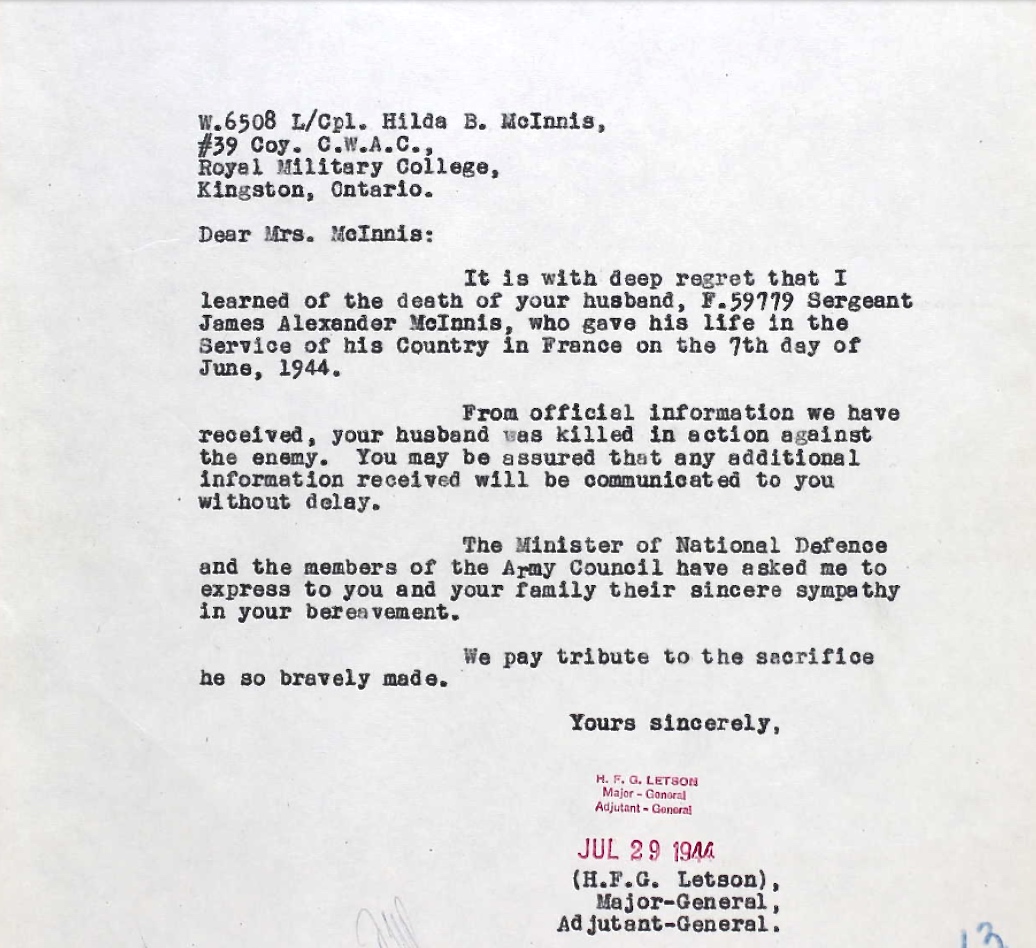 W.6508 L/Cpl. Hilda B. McInnis,
#39 Coy. C.W.A.C.,
Royal Military College,
Kingston, Ontario.
Dear Mrs. McInnis:
It is with deep regret that I
learned of the death of your husband, F.59779 Sergeant
James Alexander McInnis, who gave his life in the
Service of his Country in France on the 7th day of
June, 1944.
From official information we have
received, your husband was killed in action against
the enemy. You may be assured that any additional
information received will be communicated to you
without delay.
The Minister of National Defence
and the members of the Army Council have asked me to
express to you and your family their sincere sympathy
in your bereavement.
We pay tribute to the sacrifice
he so bravely made.
Yours sincerely,
H. F. G. LETSON
Major - General
Adjutant - General
JUL 29 1944
(H.F.G. Letson),
Major-General,
Adjutant-General.
13